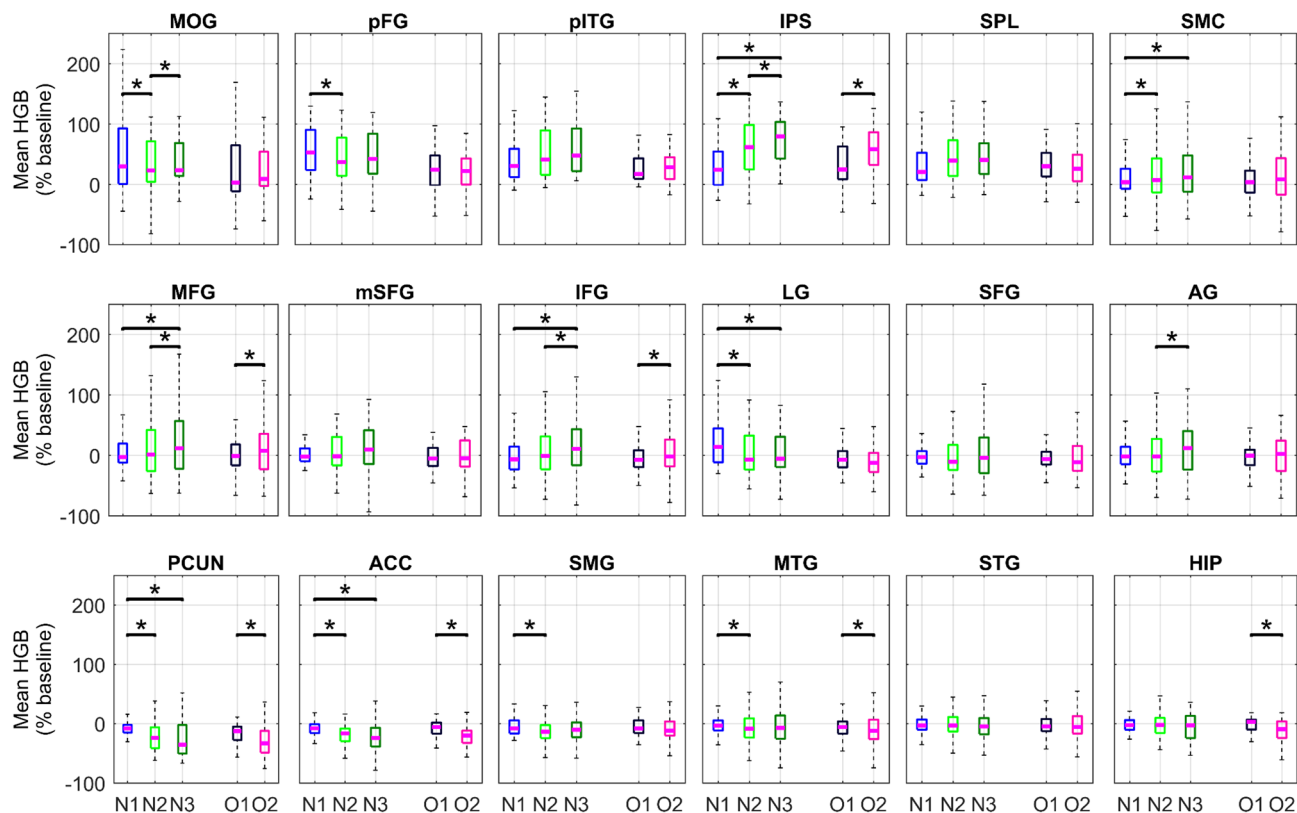 MOG pFG pITG IPS SPL SMC
Mean HGB
(% baseline)
200
100
0
-100
* * * * * * * * *
MFG mSFG IFG LG SFG AG
Mean HGB
(% baseline)
200
100
0
-100
* * * * * * * * *
PCUN ACC SMG MTG STG HIP
Mean HGB
(% baseline)
200
100
0
-100
* * * * * * * * * *
N1 N2 N3 O1 O2 N1 N2 N3 O1 O2 N1 N2 N3 O1 O2 N1 N2 N3 O1 O2 N1 N2 N3 O1 O2 N1 N2 N3 O1 O2